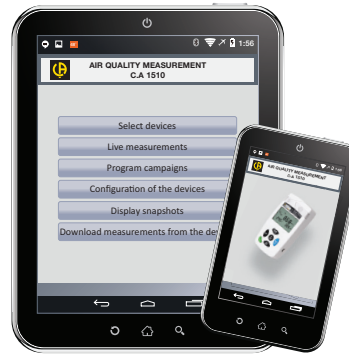 1:56
AIR QUALITY MEASUREMENT
C.A 1510
Select devices
Live measurements
Program campaigns
Configuration of the devices
Display snapshots
Download measurements from the de
AIR QUALITY MEASUREMENT
C.A 1510